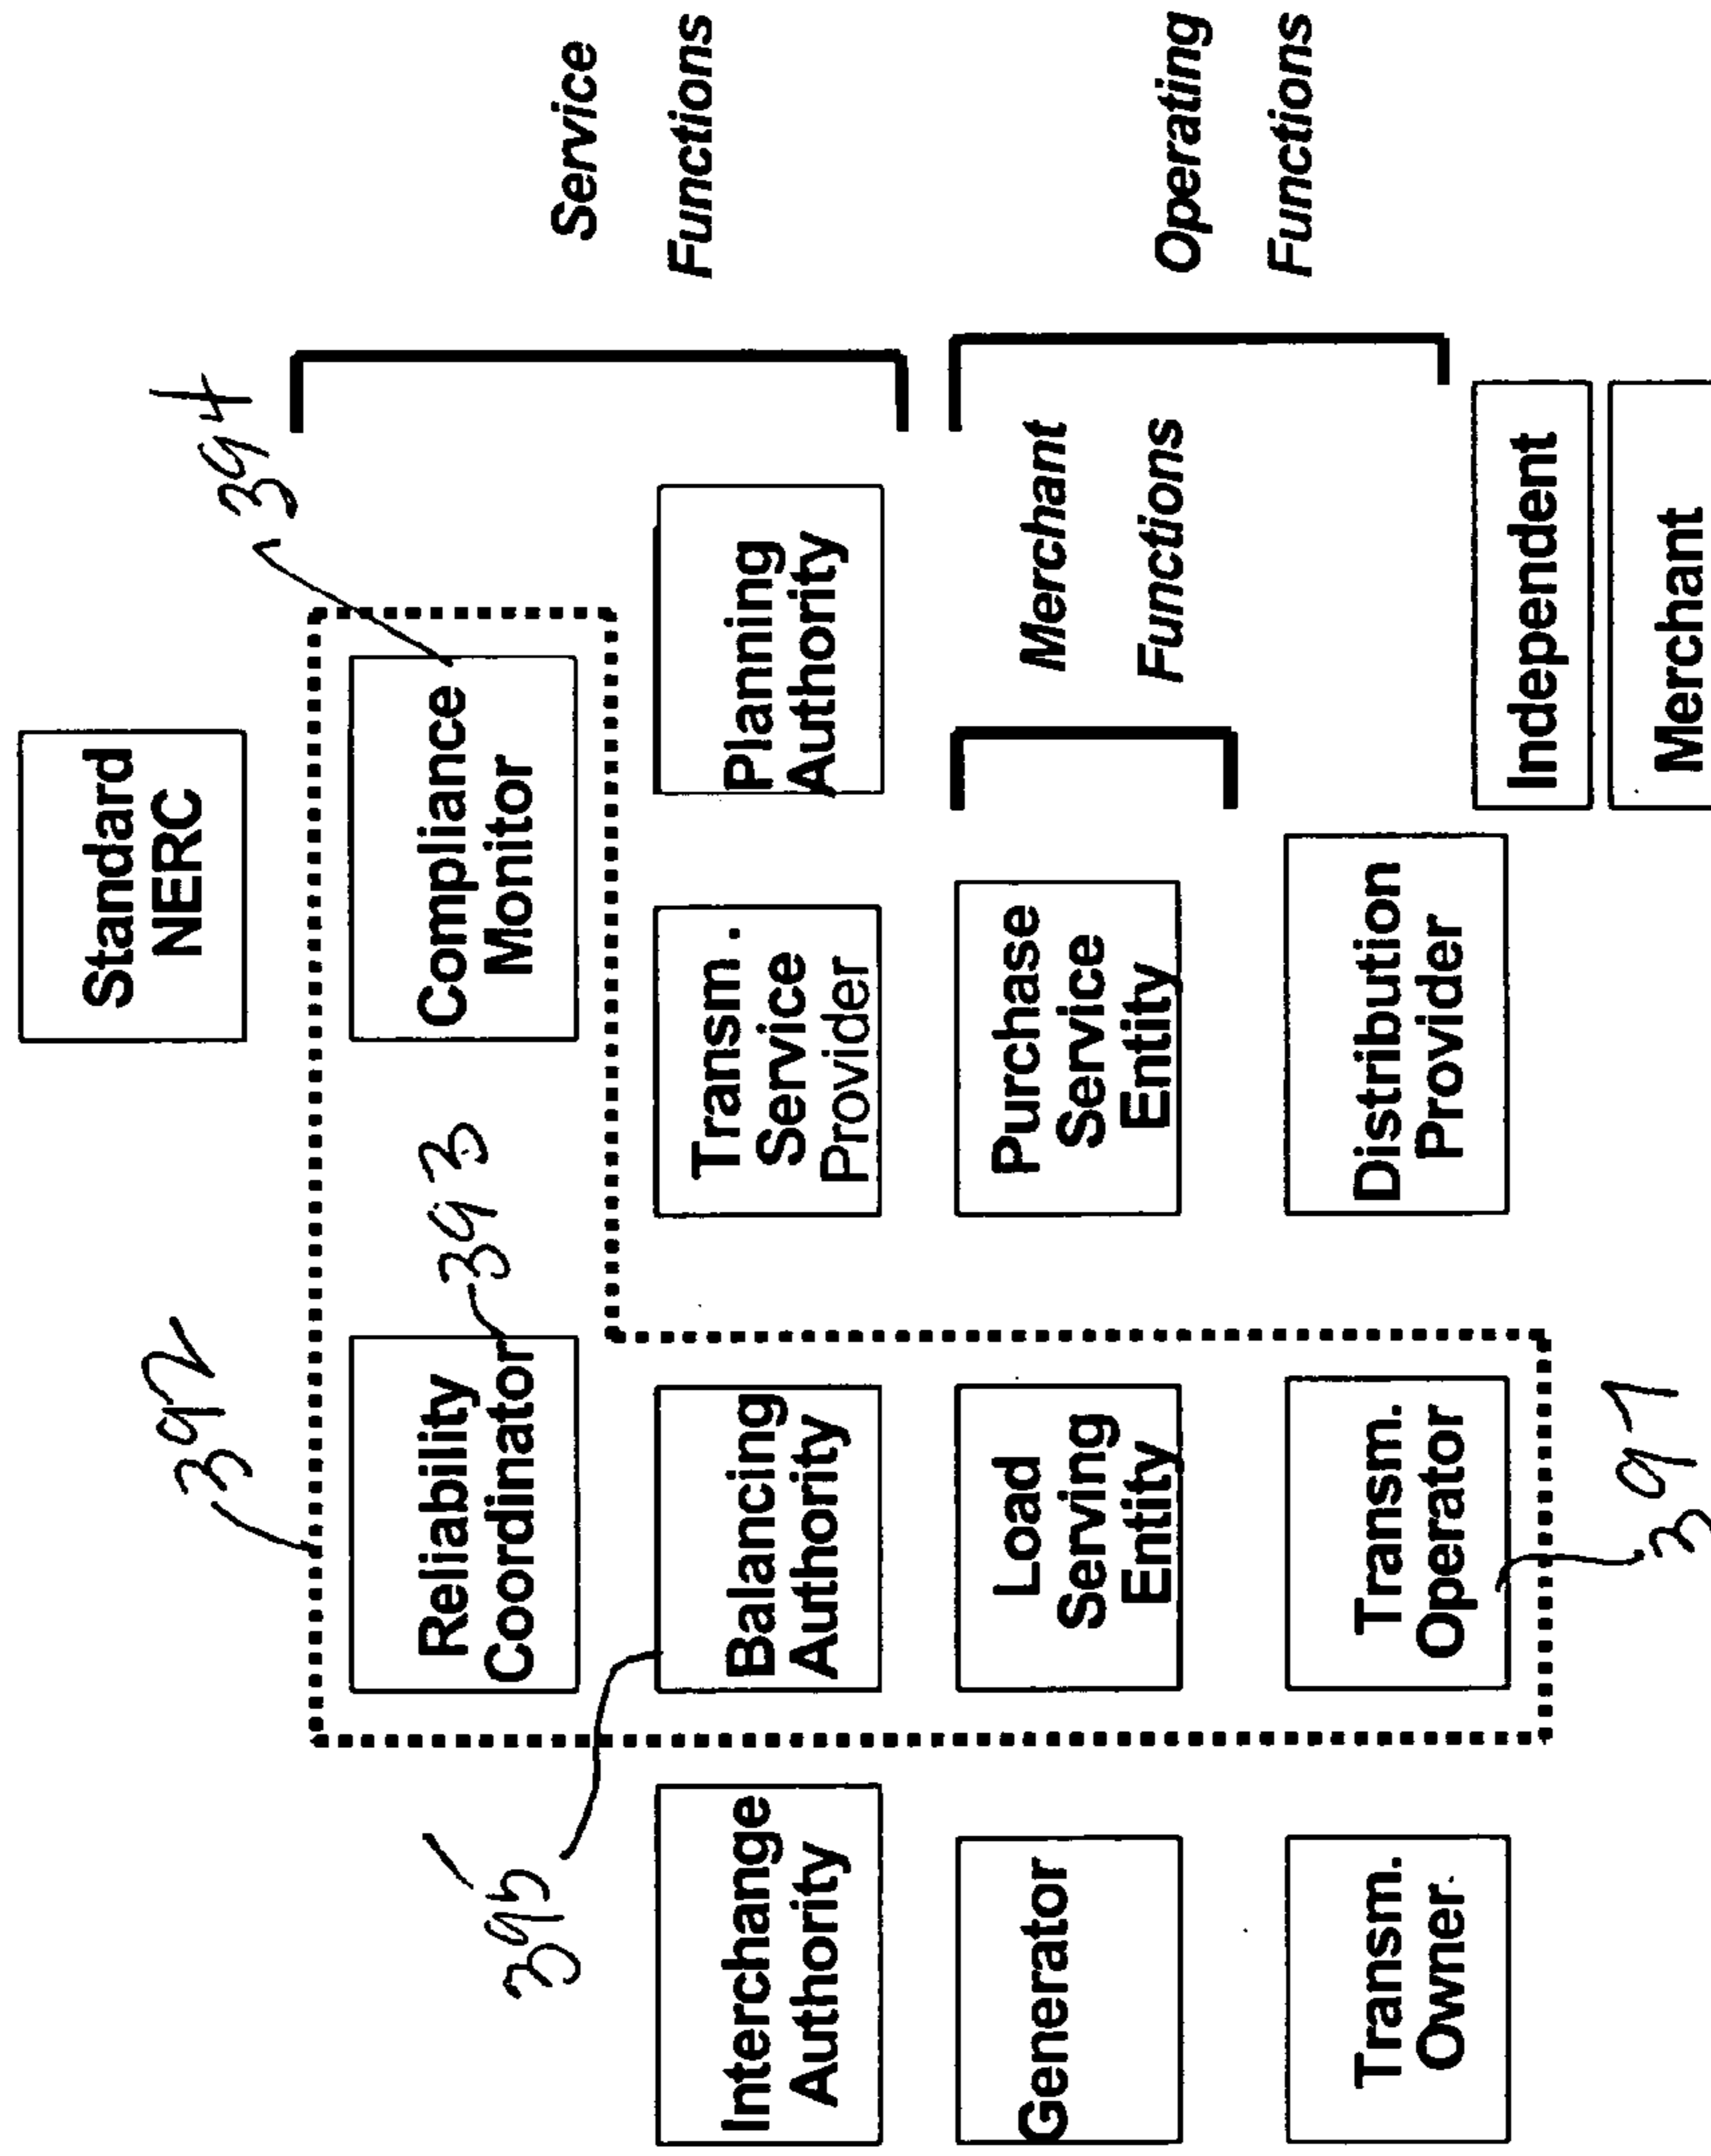 Standard
NERC
394
392
393
Reliability
Coordinator
Compliance
Monitor
Service
Functions
395
Interchange
Authority
Balancing
Authority
Transm.
Service
Provider
Planning
Authority
Generator
Load
Serving
Entity
Purchase
Service
Entity
Merchant
Functions
Operating
Functions
Transm.
Owner
Transm.
Operator
Distribution
Provider
Independent
Merchant